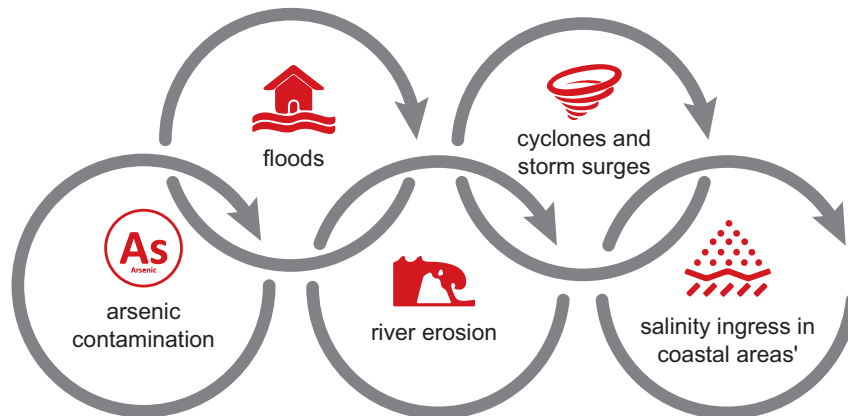 floods
cyclones and
storm surges
As
Arsenic
arsenic
contamination
river erosion
salinity ingress in
coastal areas'